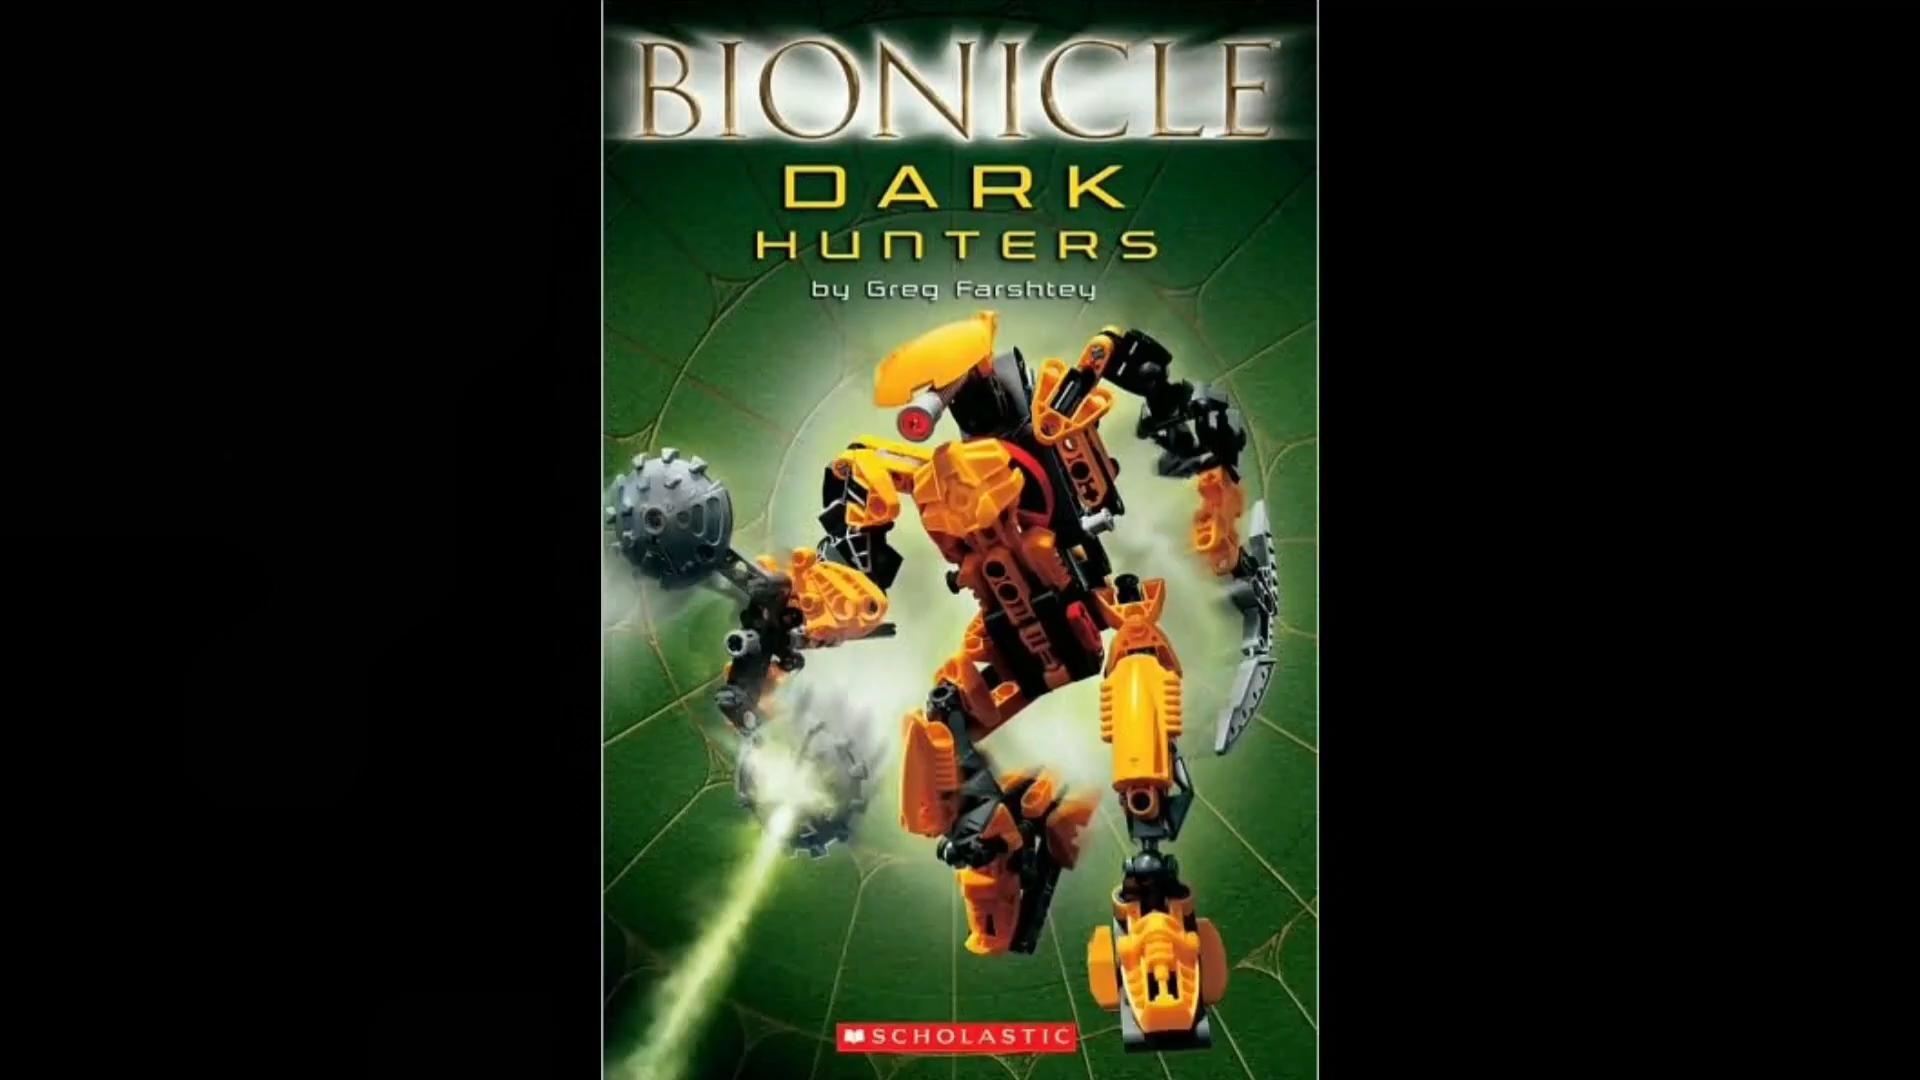 BIONICLE
DARK
HUNTERS
by Greg Farshtey
SCHOLASTIC